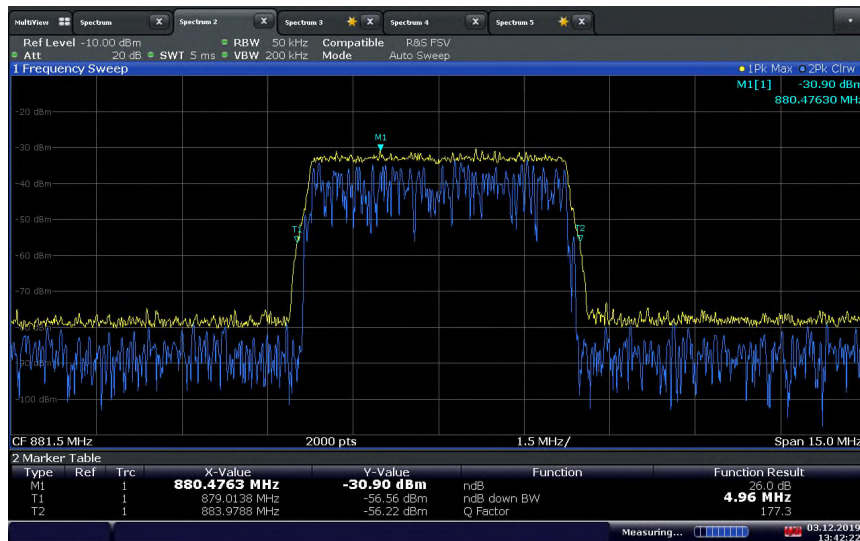 MultiView Spectrum X Spectrum 2 X Spectrum 3 X Spectrum 4 X Spectrum 5 X
Ref Level -10.00 dBm RBW 50 kHz Compatible R&S FSV
Att 20 dB SWT 5 ms VBW 200 kHz Mode Auto Sweep
1 Frequency Sweep 1Pk Max 2Pk Clrw
M1[1] -30.90 dBm
880.47630 MHz
-20 dBm
M1
-30 dBm
-40 dBm
-50 dBm
T1 T2
-60 dBm
-70 dBm
-90 dBm
-100 dBm
CF 881.5 MHz 2000 pts 1.5 MHz/ Span 15.0 MHz
2 Marker Table
Type Ref Trc X-Value Y-Value Function Function Result
M1 1 880.4763 MHz -30.90 dBm ndB 26.0 dB
T1 1 879.0138 MHz -56.56 dBm ndB down BW 4.96 MHz
T2 1 883.9788 MHz -56.22 dBm Q Factor 177.3
Measuring... 03.12.2019
13:42:22